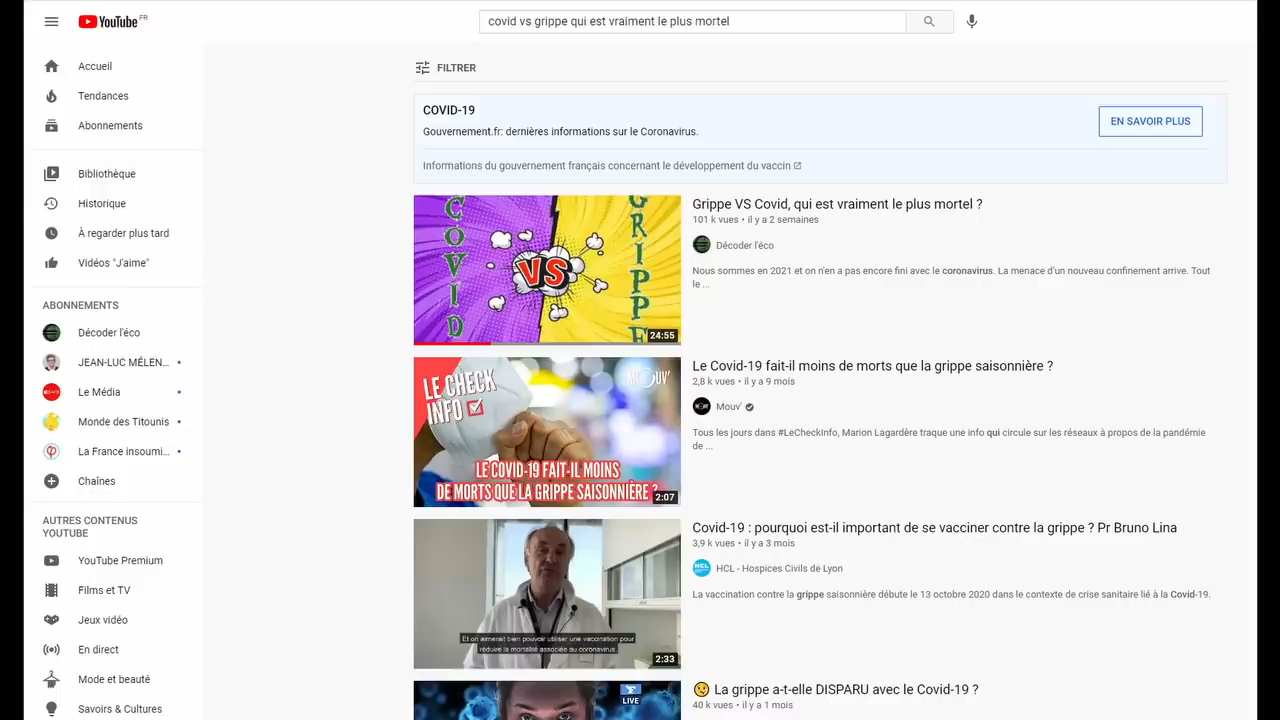 YouTube FR
covid vs grippe qui est vraiment le plus mortel
Accueil
Tendances
Abonnements
Bibliothèque
Historique
À regarder plus tard
Vidéos "J'aime"
ABONNEMENTS
Décoder l'éco
JEAN-LUC MÉLEN... •
Le Média •
Monde des Titounis •
La France insoumi... •
Chaînes
AUTRES CONTENUS
YOUTUBE
YouTube Premium
Films et TV
Jeux vidéo
En direct
Mode et beauté
Savoirs & Cultures
FILTRER
COVID-19
Gouvernement.fr: dernières informations sur le Coronavirus.
EN SAVOIR PLUS
Informations du gouvernement français concernant le développement du vaccin
COVID
VS
GRIPPE
24:55
Grippe VS Covid, qui est vraiment le plus mortel ?
101 k vues • il y a 2 semaines
Décoder l'éco
Nous sommes en 2021 et on n'en a pas encore fini avec le coronavirus. La menace d'un nouveau confinement arrive. Tout
le ...
LE CHECK
INFO
MOUV'
LE COVID-19 FAIT-IL MOINS
DE MORTS QUE LA GRIPPE SAISONNIÈRE ?
2:07
Le Covid-19 fait-il moins de morts que la grippe saisonnière ?
2,8 k vues • il y a 9 mois
Mouv'
Tous les jours dans #LeCheckInfo, Marion Lagardère traque une info qui circule sur les réseaux à propos de la pandémie
de ...
Et on aimerait bien pouvoir utiliser une vaccination pour
réduire la mortalité associée au coronavirus.
2:33
Covid-19 : pourquoi est-il important de se vacciner contre la grippe ? Pr Bruno Lina
3,9 k vues • il y a 3 mois
HCL
HCL - Hospices Civils de Lyon
La vaccination contre la grippe saisonnière débute le 13 octobre 2020 dans le contexte de crise sanitaire lié à la Covid-19.
LIVE
🤨 La grippe a-t-elle DISPARU avec le Covid-19 ?
40 k vues • il y a 1 mois